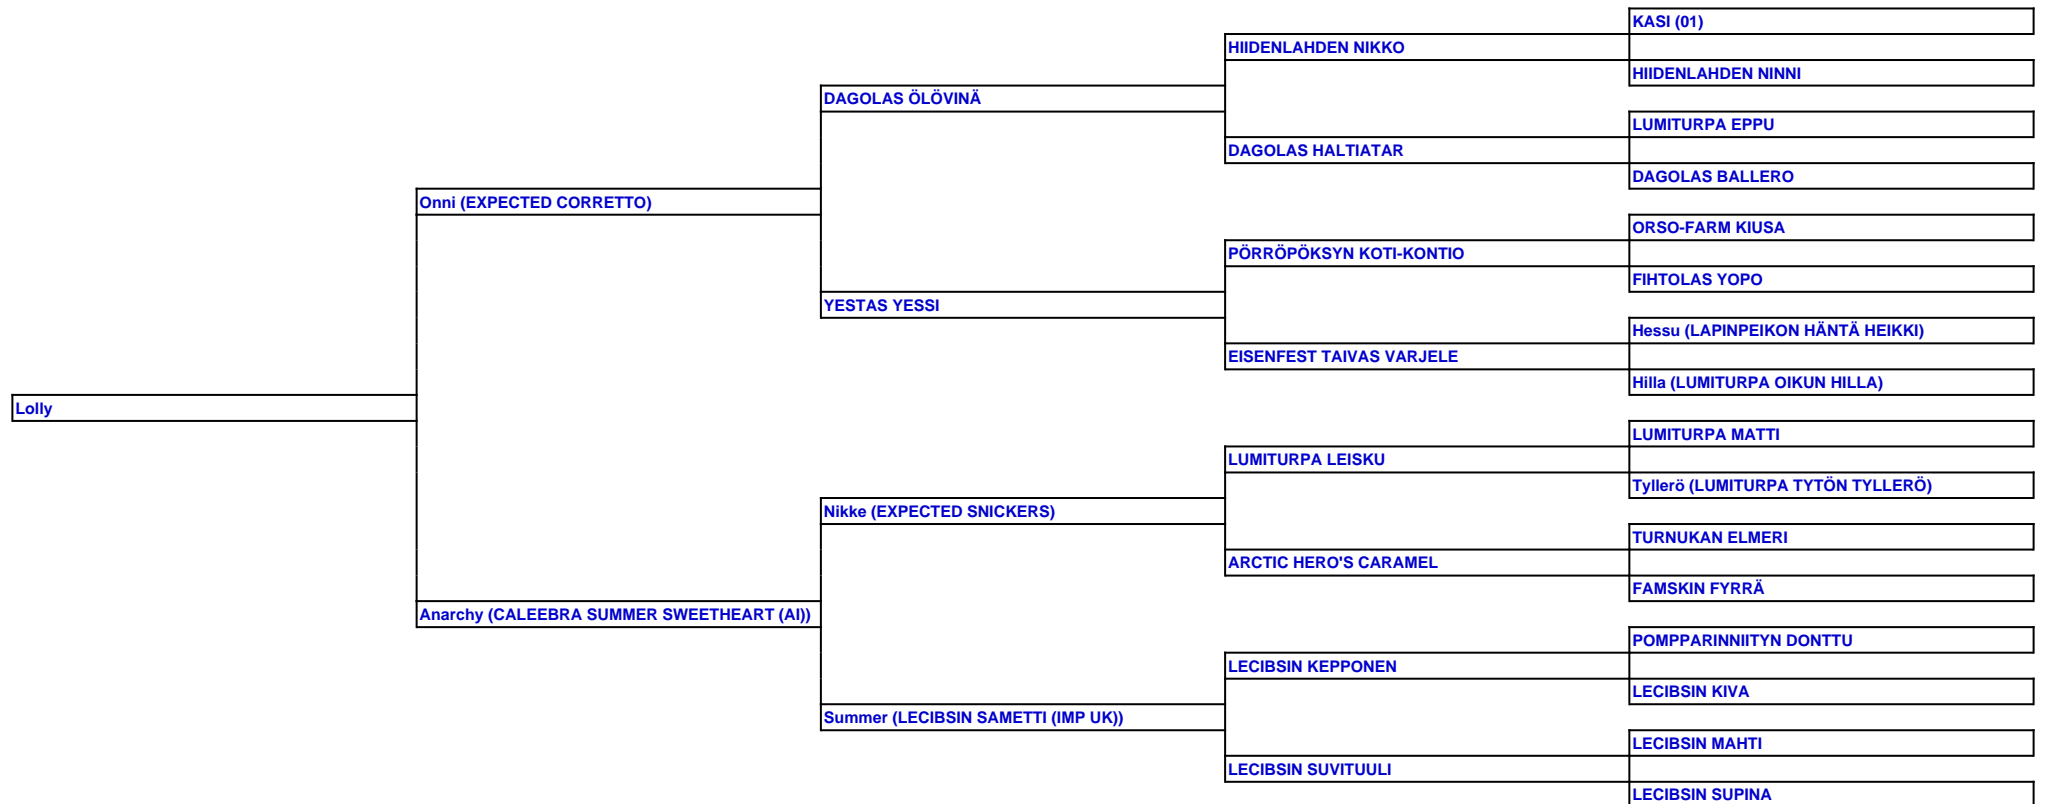 KASI (01)
HIIDENLAHDEN NIKKO
HIIDENLAHDEN NINNI
DAGOLAS ÖLÖVINÄ
LUMITURPA EPPU
DAGOLAS HALTIATAR
DAGOLAS BALLERO
Onni (EXPECTED CORRETTO)
ORSO-FARM KIUSA
PÖRRÖPÖKSYN KOTI-KONTIO
FIHTOLAS YOPO
YESTAS YESSI
Hessu (LAPINPEIKON HÄNTÄ HEIKKI)
EISENFEST TAIVAS VARJELE
Hilla (LUMITURPA OIKUN HILLA)
Lolly
LUMITURPA MATTI
LUMITURPA LEISKU
Tyllerö (LUMITURPA TYTÖN TYLLERÖ)
Nikke (EXPECTED SNICKERS)
TURNUKAN ELMERI
ARCTIC HERO'S CARAMEL
FAMSKIN FYRRÄ
Anarchy (CALEEBRA SUMMER SWEETHEART (AI))
POMPPARINNIITYN DONTTU
LECIBSIN KEPPONEN
LECIBSIN KIVA
Summer (LECIBSIN SAMETTI (IMP UK))
LECIBSIN MAHTI
LECIBSIN SUVITUULI
LECIBSIN SUPINA